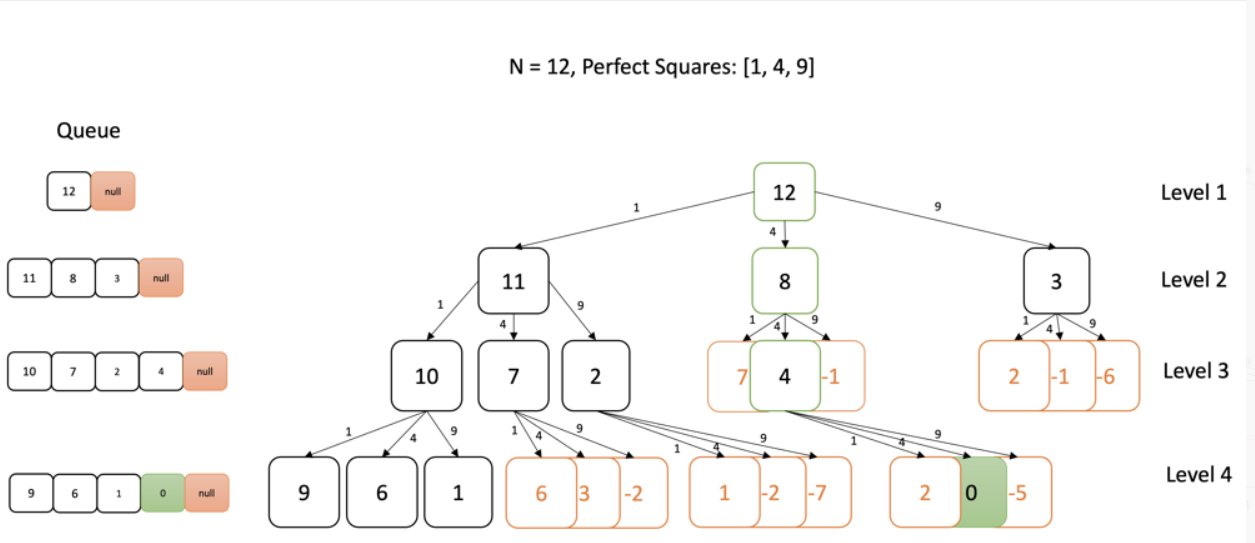 N = 12, Perfect Squares: [1, 4, 9]
Queue
12 null
12
Level 1
1 4 9
11 8 3 null
11 8 3
Level 2
1 4 9 1 4 9 1 4 9
10 7 2 4 null
10 7 2 7 4 -1 2 -1 -6
Level 3
1 4 9 1 4 9 1 4 9 1 4 9
9 6 1 0 null
9 6 1 6 3 -2 1 -2 -7 2 0 -5
Level 4